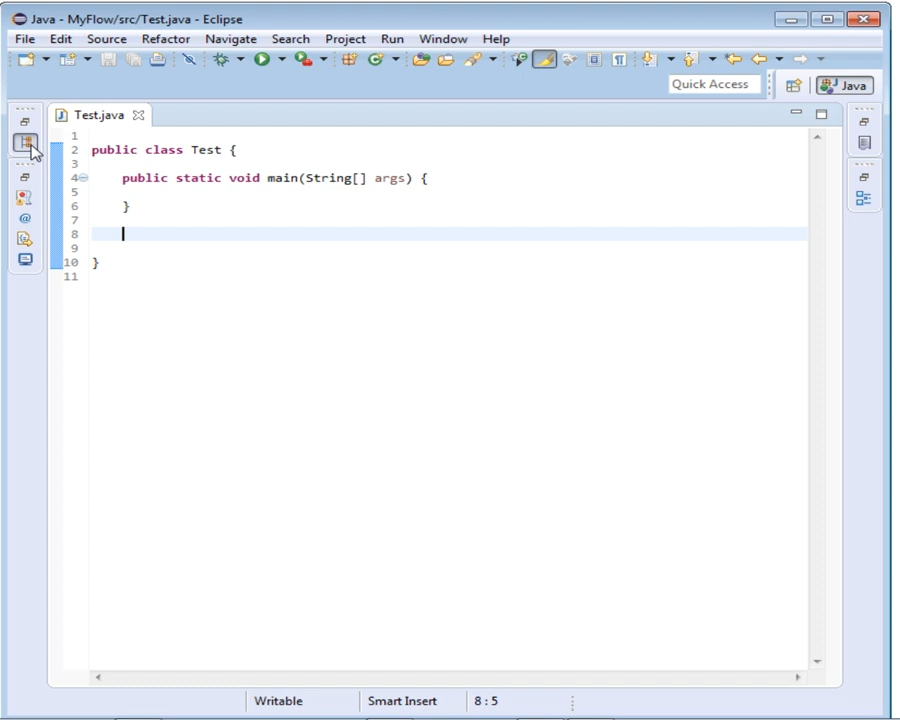 Java - MyFlow/src/Test.java - Eclipse
File Edit Source Refactor Navigate Search Project Run Window Help
Quick Access
Java
Test.java
1
2 public class Test {
3
4 public static void main(String[] args) {
5
6 }
7
8
9
10 }
11
Writable Smart Insert 8 : 5